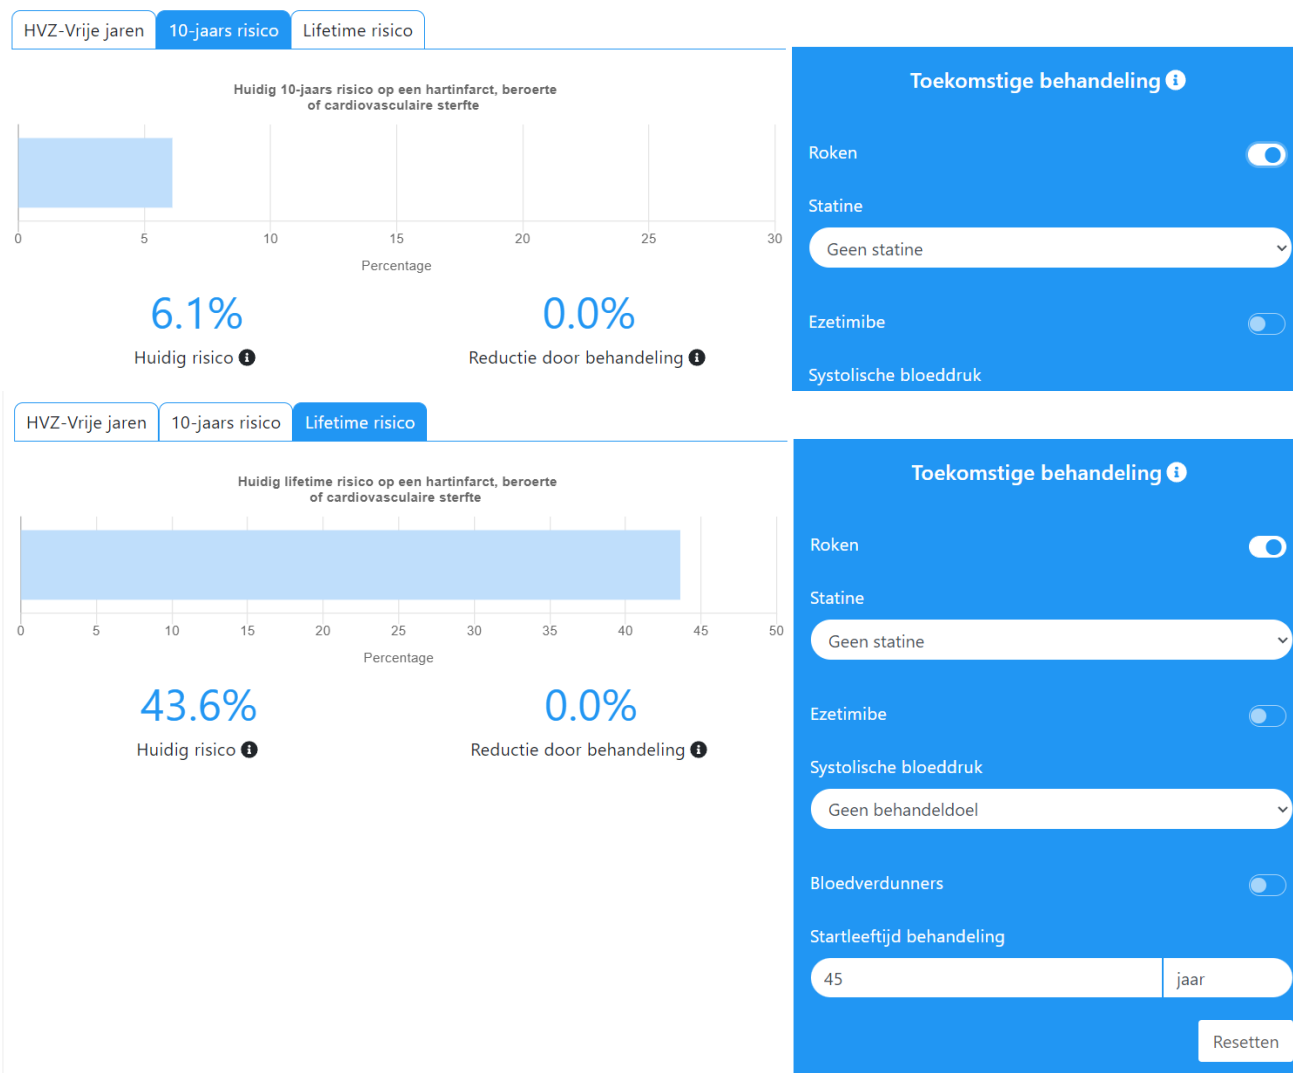 HVZ-Vrije jaren 10-jaars risico Lifetime risico
Toekomstige behandeling
Huidig 10-jaars risico op een hartinfarct, beroerte
of cardiovasculaire sterfte
Roken
Statine
Geen statine
0 5 10 15 20 25 30
Percentage
6.1% 0.0%
Huidig risico Reductie door behandeling
Ezetimibe
Systolische bloeddruk
HVZ-Vrije jaren 10-jaars risico Lifetime risico
Toekomstige behandeling
Huidig lifetime risico op een hartinfarct, beroerte
of cardiovasculaire sterfte
Roken
Statine
Geen statine
0 5 10 15 20 25 30 35 40 45 50
Percentage
43.6% 0.0%
Huidig risico Reductie door behandeling
Ezetimibe
Systolische bloeddruk
Geen behandeldoel
Bloedverdunners
Startleeftijd behandeling
45 jaar
Resetten